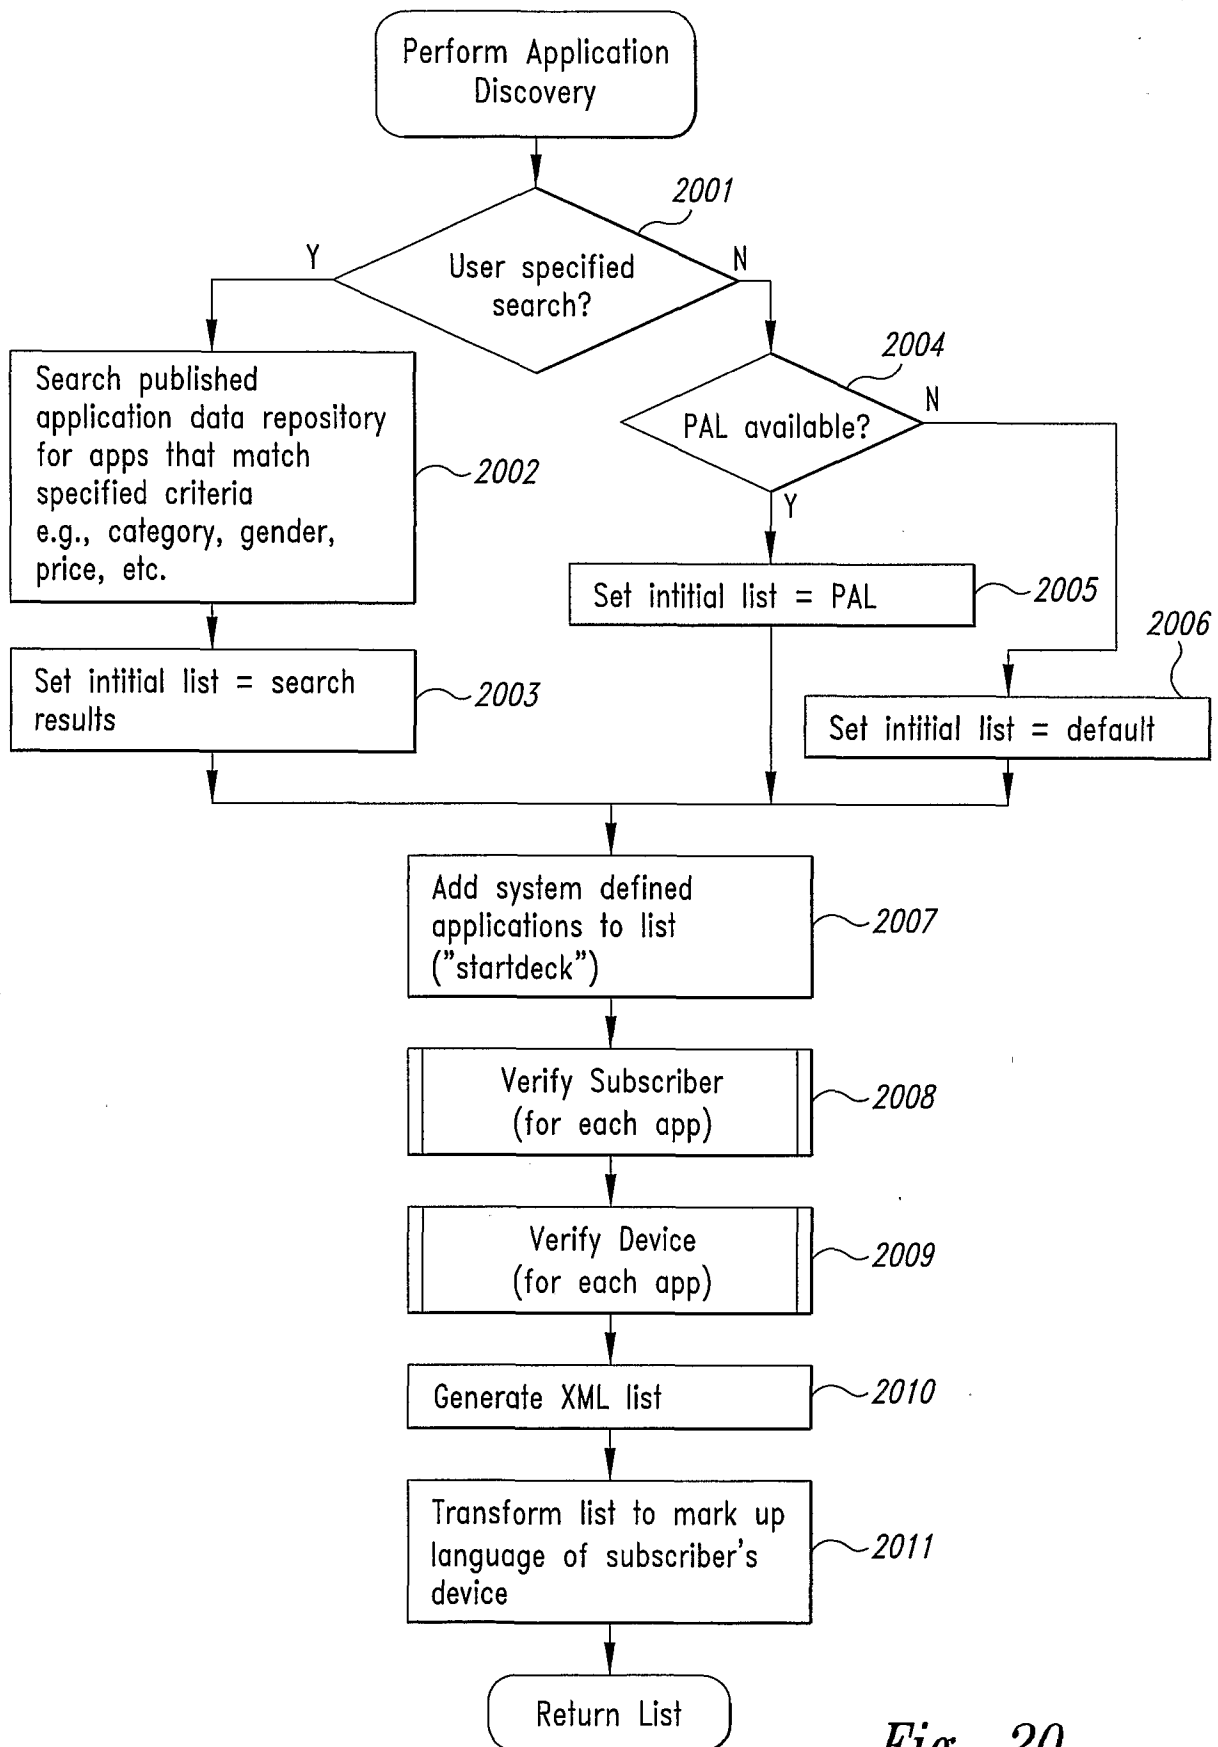 Perform Application
Discovery
2001
Y
N
User specified
search?
2004
N
PAL available?
Y
Search published
application data repository
for apps that match
specified criteria
e.g., category, gender,
price, etc.
2002
Set intitial list = PAL
2005
2006
Set intitial list = search
results
2003
Set intitial list = default
Add system defined
applications to list
("startdeck")
2007
Verify Subscriber
(for each app)
2008
Verify Device
(for each app)
2009
Generate XML list
2010
Transform list to mark up
language of subscriber's
device
2011
Return List
Fig. 20